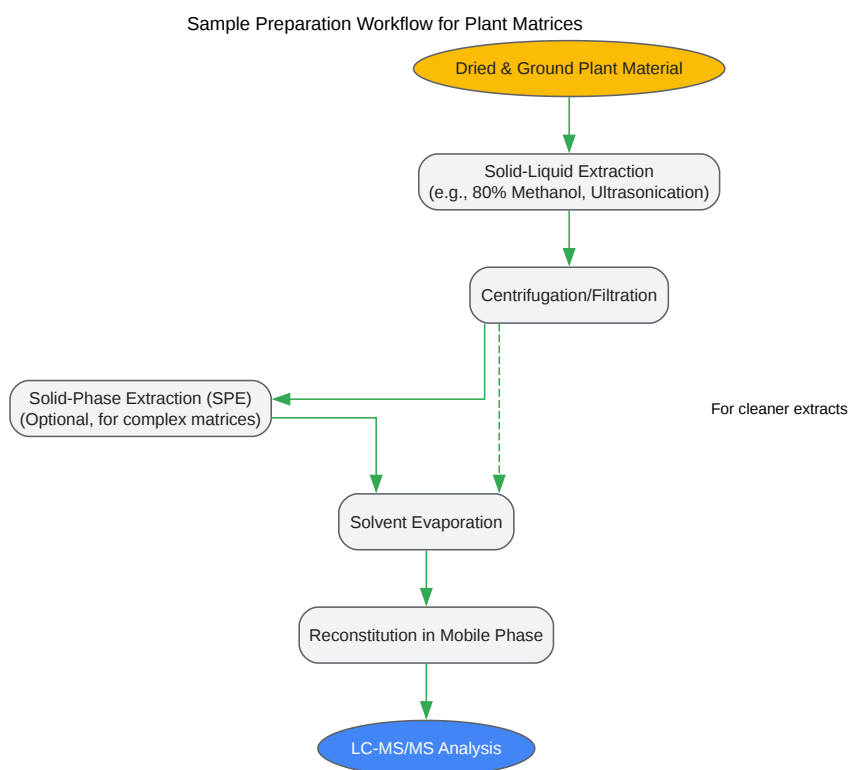 Sample Preparation Workflow for Plant Matrices
Dried & Ground Plant Material
Solid-Liquid Extraction
(e.g., 80% Methanol, Ultrasonication)
Centrifugation/Filtration
Solid-Phase Extraction (SPE)
(Optional, for complex matrices)
For cleaner extracts
Solvent Evaporation
Reconstitution in Mobile Phase
LC-MS/MS Analysis